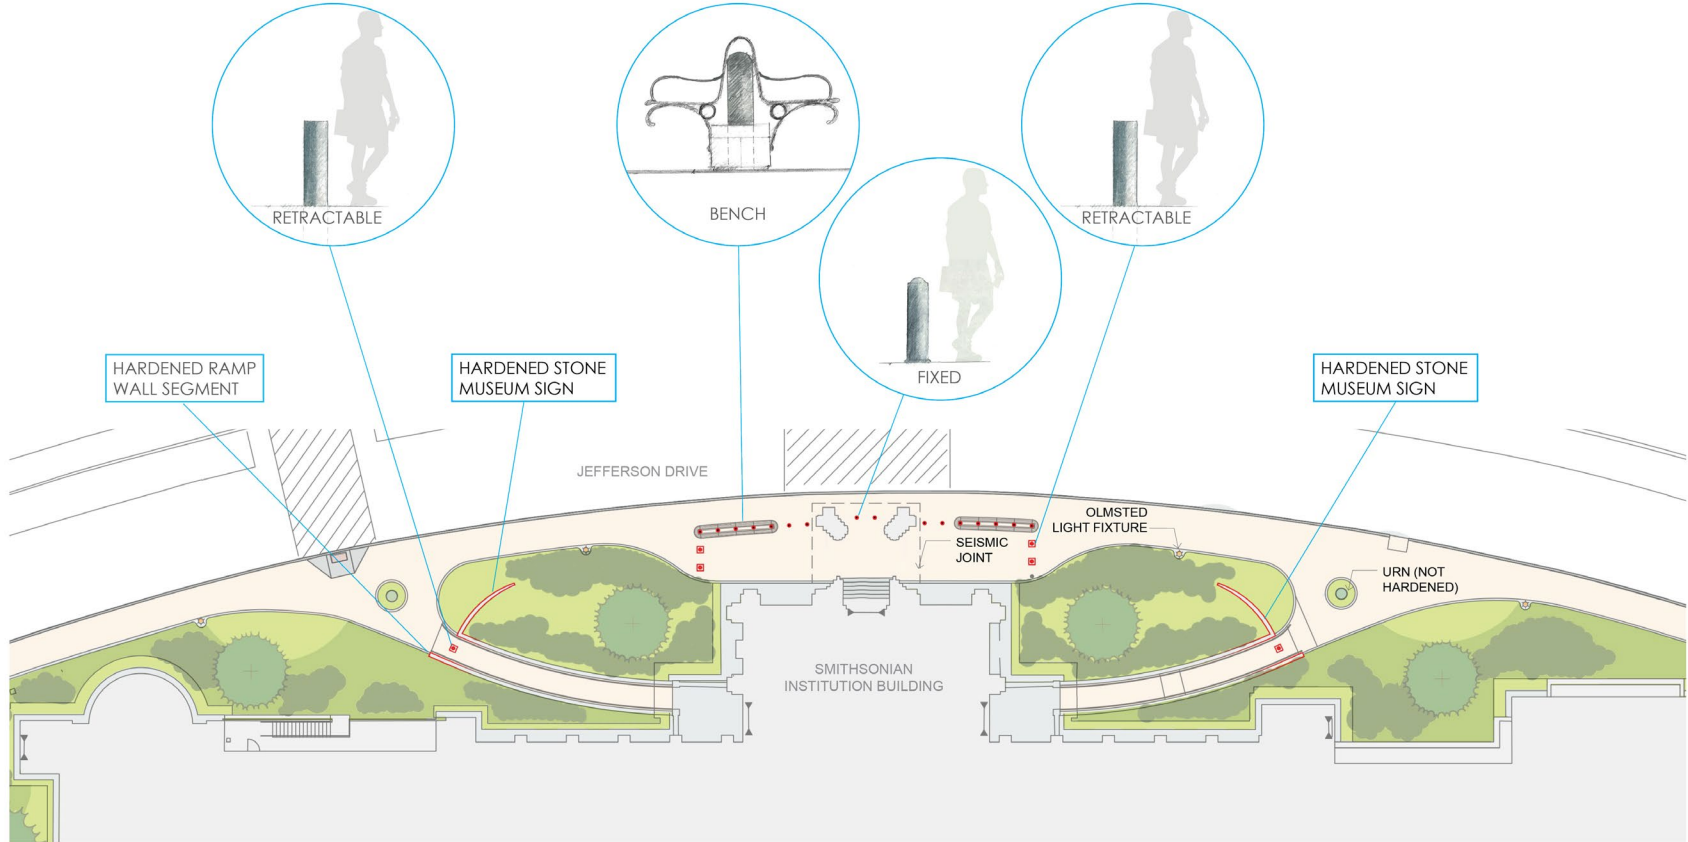 RETRACTABLE
BENCH
RETRACTABLE
FIXED
HARDENED RAMP
WALL SEGMENT
HARDENED STONE
MUSEUM SIGN
HARDENED STONE
MUSEUM SIGN
JEFFERSON DRIVE
OLMSTED
LIGHT FIXTURE
SEISMIC
JOINT
URN (NOT
HARDENED)
SMITHSONIAN
INSTITUTION BUILDING